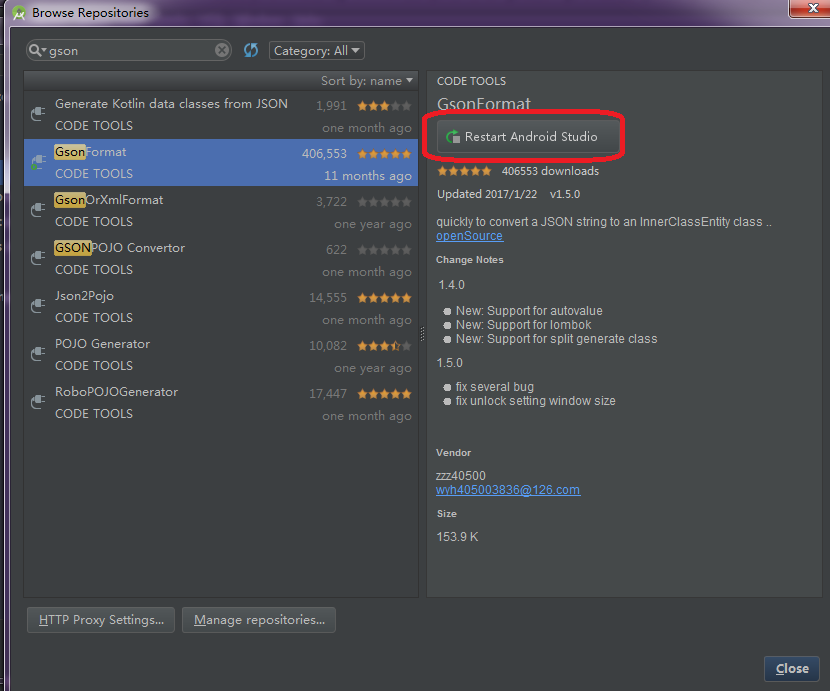 Browse Repositories
gson
Category: All
Sort by: name
Generate Kotlin data classes from JSON 1,991
CODE TOOLS one month ago
GsonFormat 406,553
CODE TOOLS 11 months ago
GsonOrXmlFormat 3,722
CODE TOOLS one year ago
GSONPOJO Convertor 622
CODE TOOLS one month ago
Json2Pojo 14,555
CODE TOOLS one month ago
POJO Generator 10,082
CODE TOOLS one year ago
RoboPOJOGenerator 17,447
CODE TOOLS one month ago
CODE TOOLS
GsonFormat
Restart Android Studio
406553 downloads
Updated 2017/1/22 v1.5.0
quickly to convert a JSON string to an InnerClassEntity class ..
openSource
Change Notes
1.4.0
New: Support for autovalue
New: Support for lombok
New: Support for split generate class
1.5.0
fix several bug
fix unlock setting window size
Vendor
zzz40500
wyh405003836@126.com
Size
153.9 K
HTTP Proxy Settings...
Manage repositories...
Close